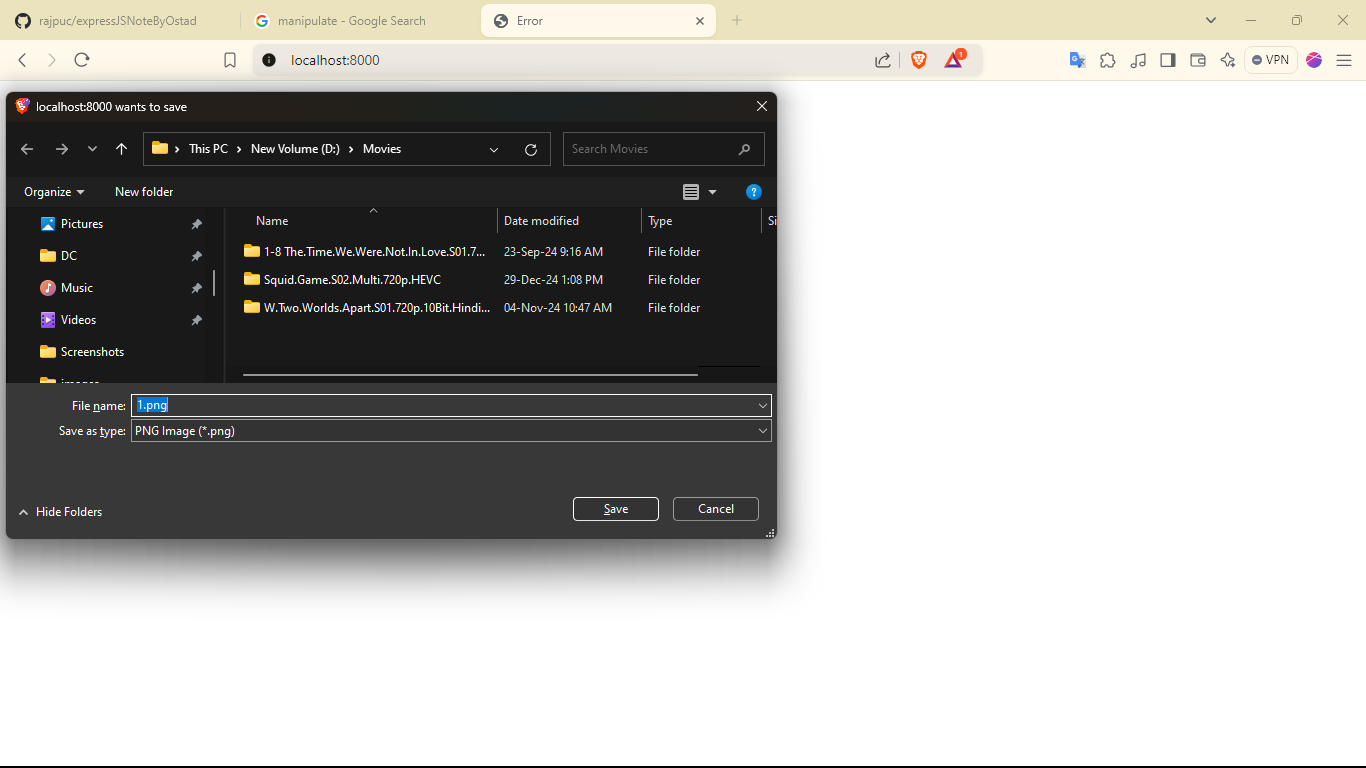 rajpuc/expressJSNoteByOstad
manipulate - Google Search
Error
localhost:8000
1
VPN
localhost:8000 wants to save
This PC > New Volume (D:) > Movies
Search Movies
Organize
New folder
?
Pictures
DC
Music
Videos
Screenshots
images
Name Date modified Type Si
1-8 The.Time.We.Were.Not.In.Love.S01.7... 23-Sep-24 9:16 AM File folder
Squid.Game.S02.Multi.720p.HEVC 29-Dec-24 1:08 PM File folder
W.Two.Worlds.Apart.S01.720p.10Bit.Hindi... 04-Nov-24 10:47 AM File folder
File name: 1.png
Save as type: PNG Image (*.png)
Hide Folders
Save
Cancel